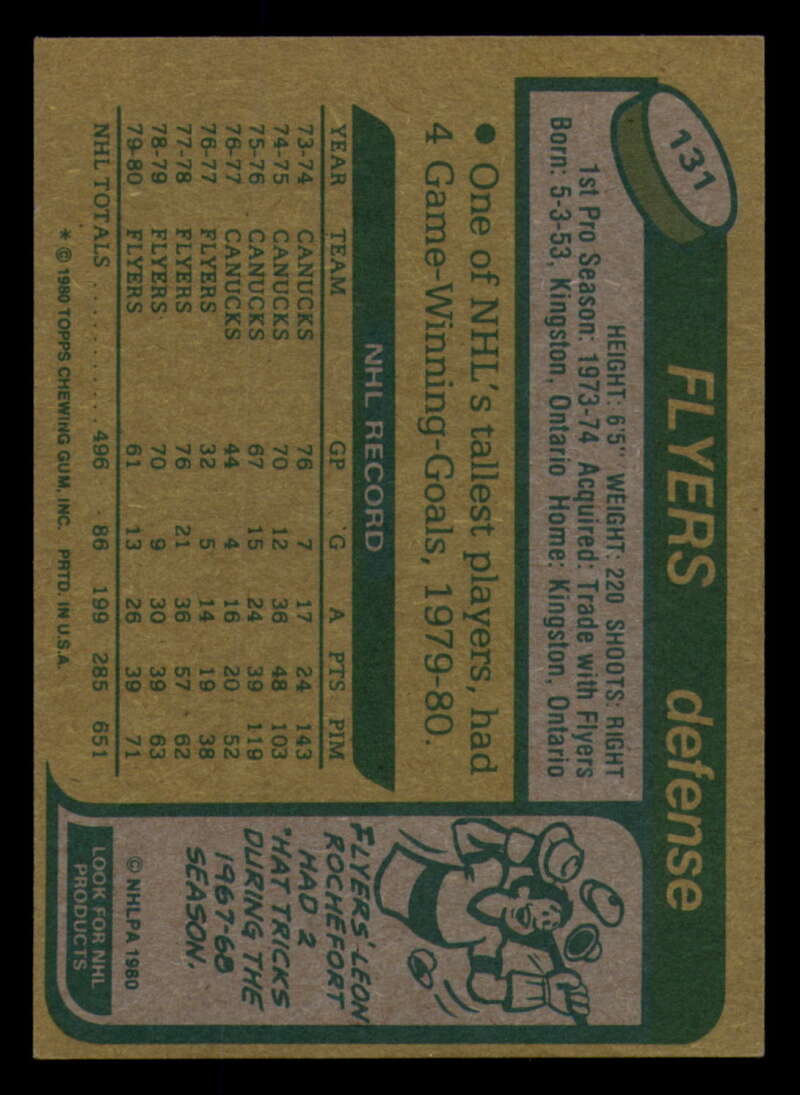 131
FLYERS defense
HEIGHT: 6'5" WEIGHT: 220 SHOOTS: RIGHT
1st Pro Season: 1973-74 Acquired: Trade with Flyers
Born: 5-3-53, Kingston, Ontario Home: Kingston, Ontario
• One of NHL's tallest players, had
4 Game-Winning-Goals, 1979-80.
NHL RECORD
YEAR TEAM GP G A PTS PIM
73-74 CANUCKS 76 7 17 24 143
74-75 CANUCKS 70 12 36 48 103
75-76 CANUCKS 67 15 24 39 119
76-77 CANUCKS 44 4 16 20 52
76-77 FLYERS 32 5 14 19 38
77-78 FLYERS 76 21 36 57 62
78-79 FLYERS 70 9 30 39 63
79-80 FLYERS 61 13 26 39 71
NHL TOTALS .......... 496 86 199 285 651
* © 1980 TOPPS CHEWING GUM, INC. PRTD. IN U.S.A.
FLYERS' LEON
ROCHEFORT
HAD 2
"HAT TRICKS
DURING THE
1967-68
SEASON.
© NHLPA 1980
LOOK FOR NHL
PRODUCTS